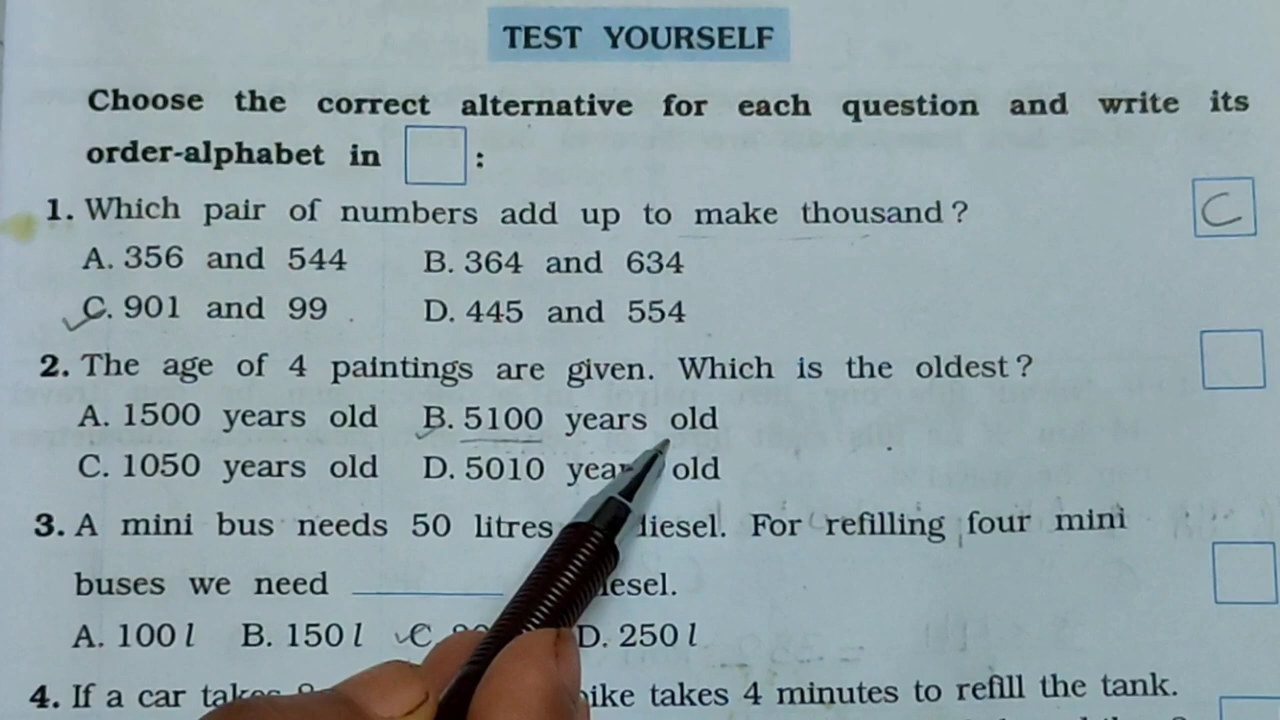 TEST YOURSELF
Choose the correct alternative for each question and write its
order-alphabet in :
1. Which pair of numbers add up to make thousand? C
A. 356 and 544 B. 364 and 634
C. 901 and 99 D. 445 and 554
2. The age of 4 paintings are given. Which is the oldest?
A. 1500 years old B. 5100 years old
C. 1050 years old D. 5010 old
3. A mini bus needs 50 litres For refilling four mini
buses we need
A. 100 l B. 150 l C D. 250 l
4. If a car takes takes 4 minutes to refill the tank.